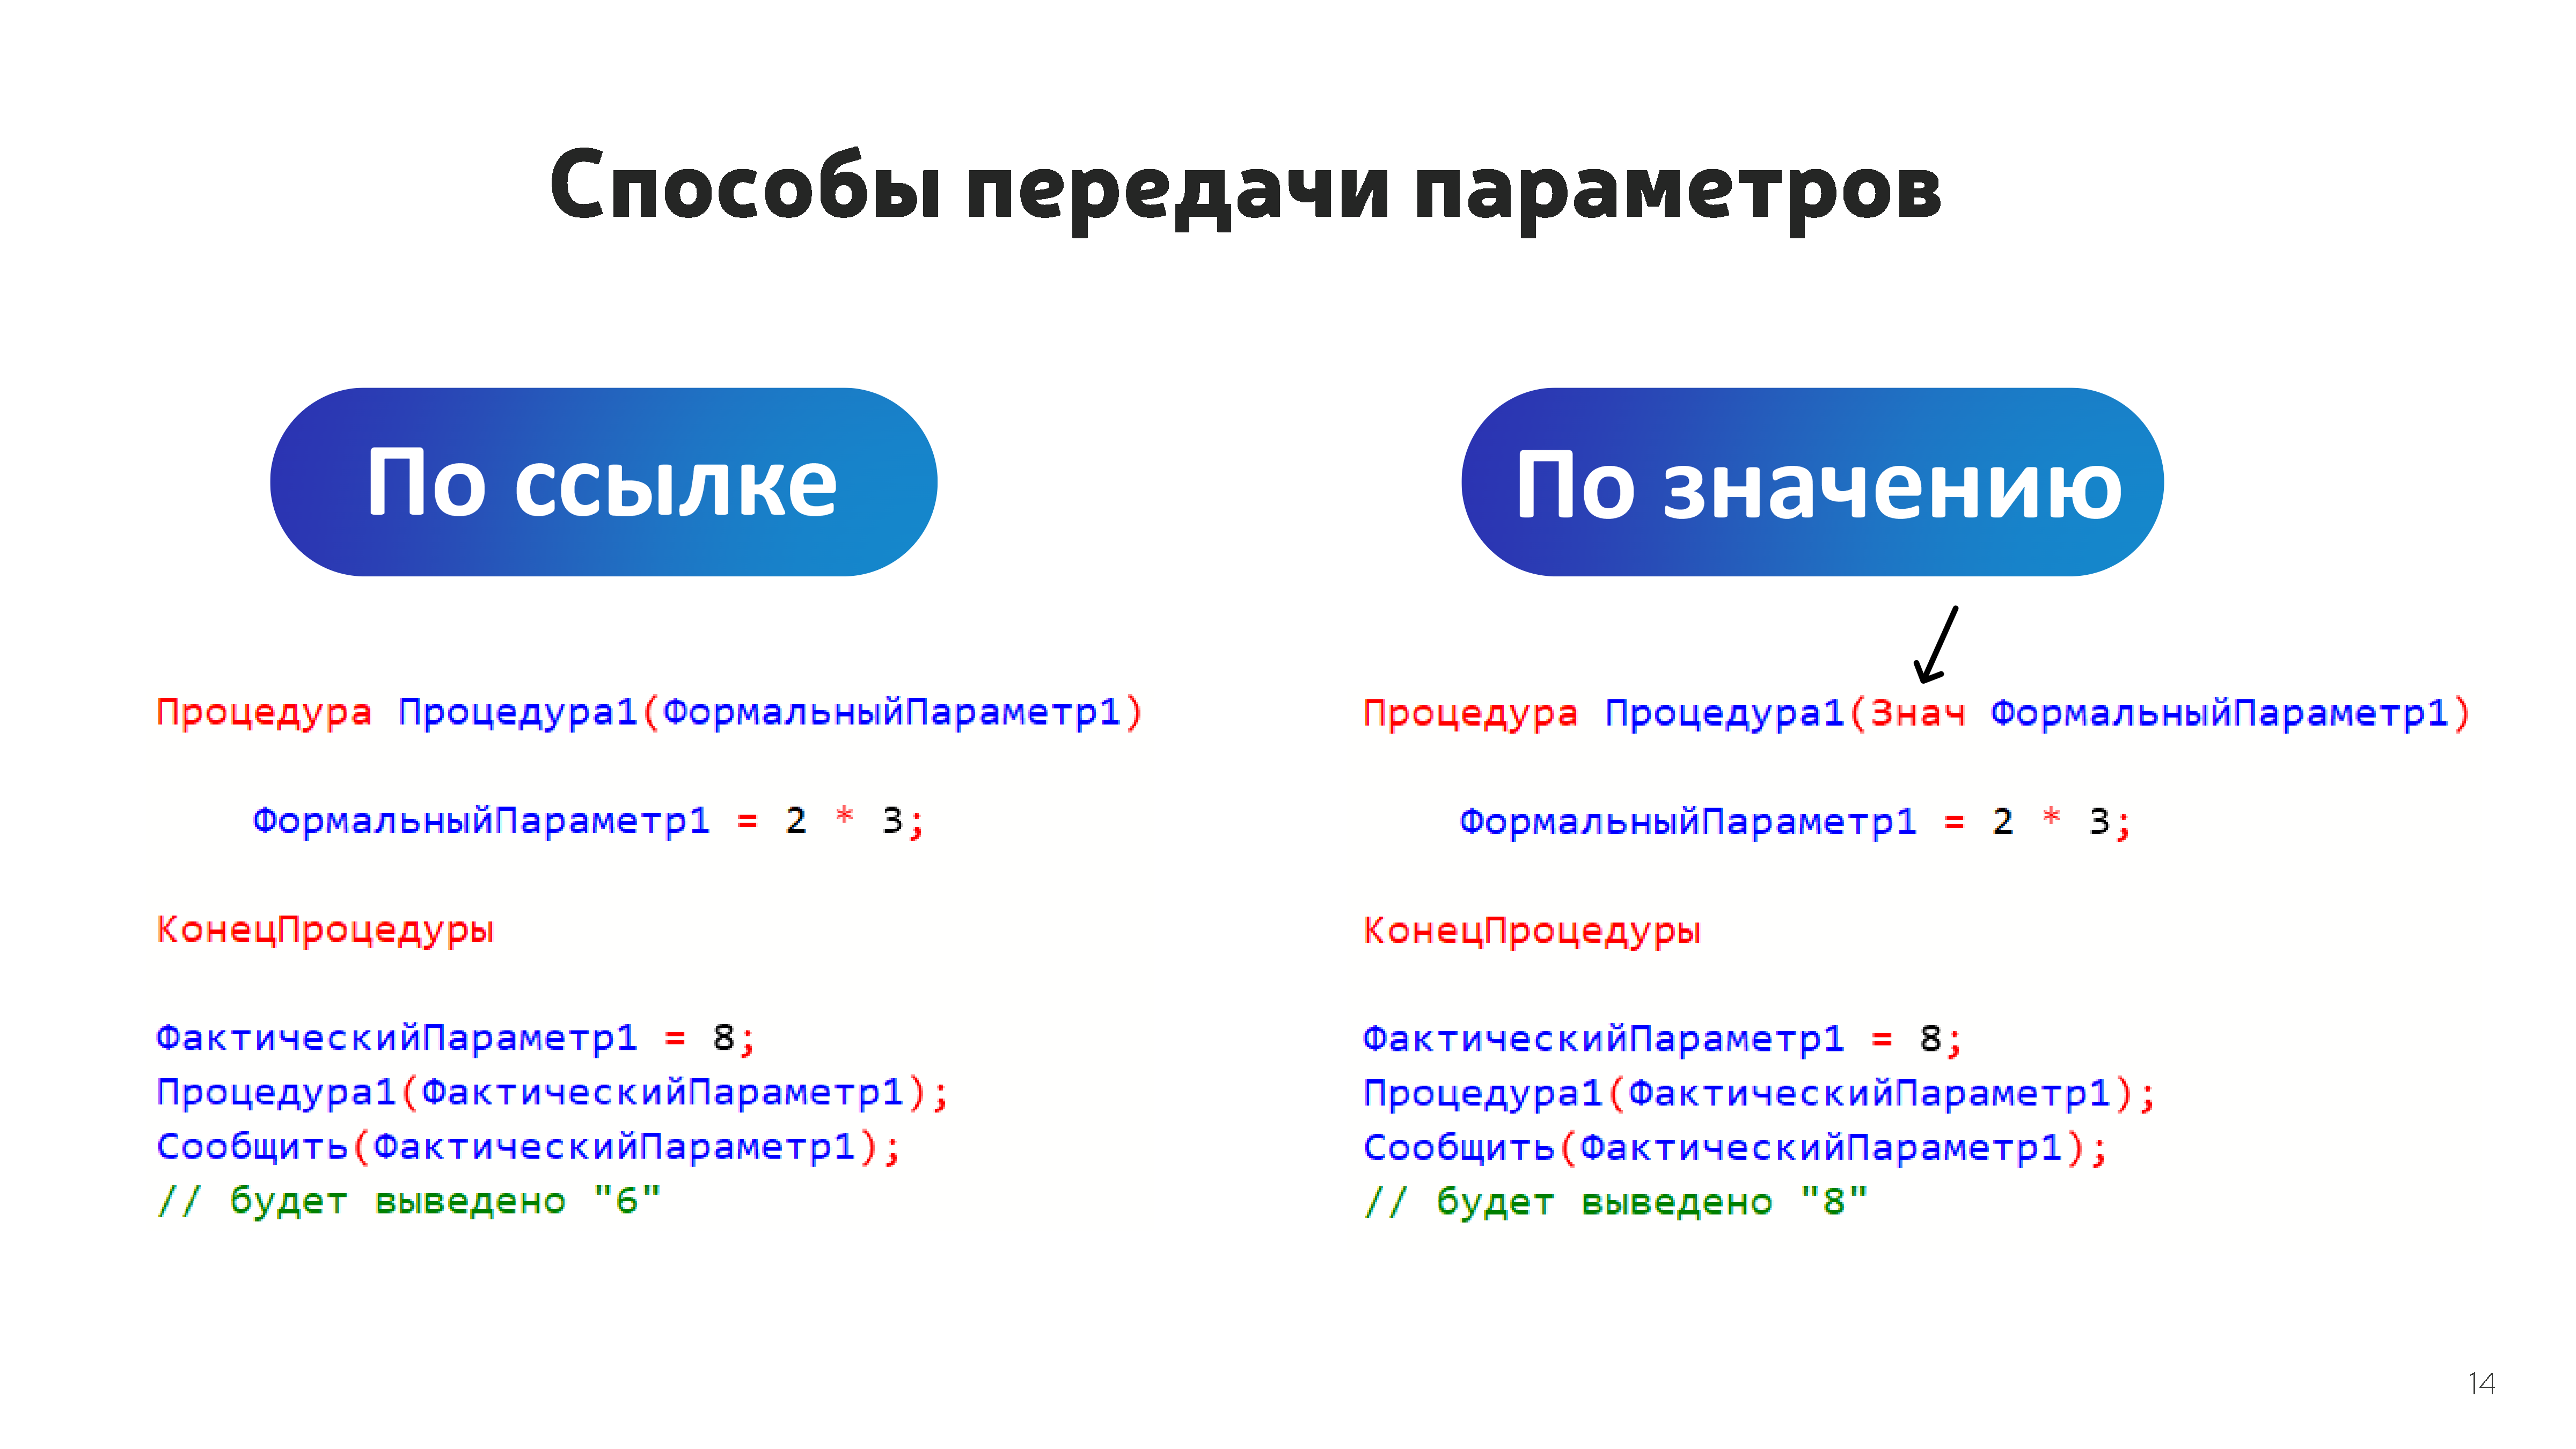 Способы передачи параметров
По ссылке
Процедура Процедура1(ФормальныйПараметр1)
ФормальныйПараметр1 = 2 * 3;
КонецПроцедуры
ФактическийПараметр1 = 8;
Процедура1(ФактическийПараметр1);
Сообщить(ФактическийПараметр1);
// будет выведено "6"
По значению
Процедура Процедура1(Знач ФормальныйПараметр1)
ФормальныйПараметр1 = 2 * 3;
КонецПроцедуры
ФактическийПараметр1 = 8;
Процедура1(ФактическийПараметр1);
Сообщить(ФактическийПараметр1);
// будет выведено "8"
14